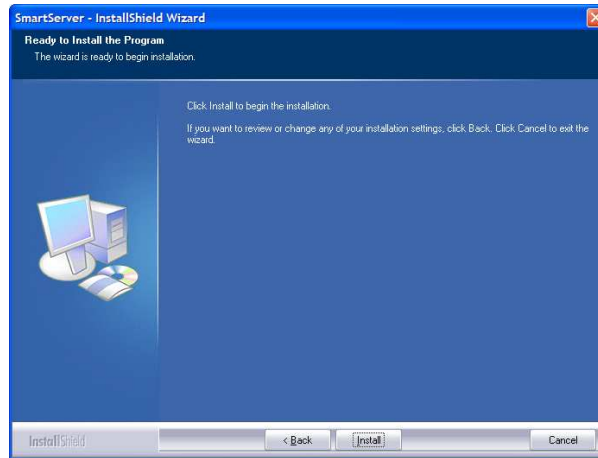 SmartServer - InstallShield Wizard
Ready to Install the Program
The wizard is ready to begin installation.
Click Install to begin the installation.
If you want to review or change any of your installation settings, click Back. Click Cancel to exit the
wizard.
InstallShield
< Back Install Cancel